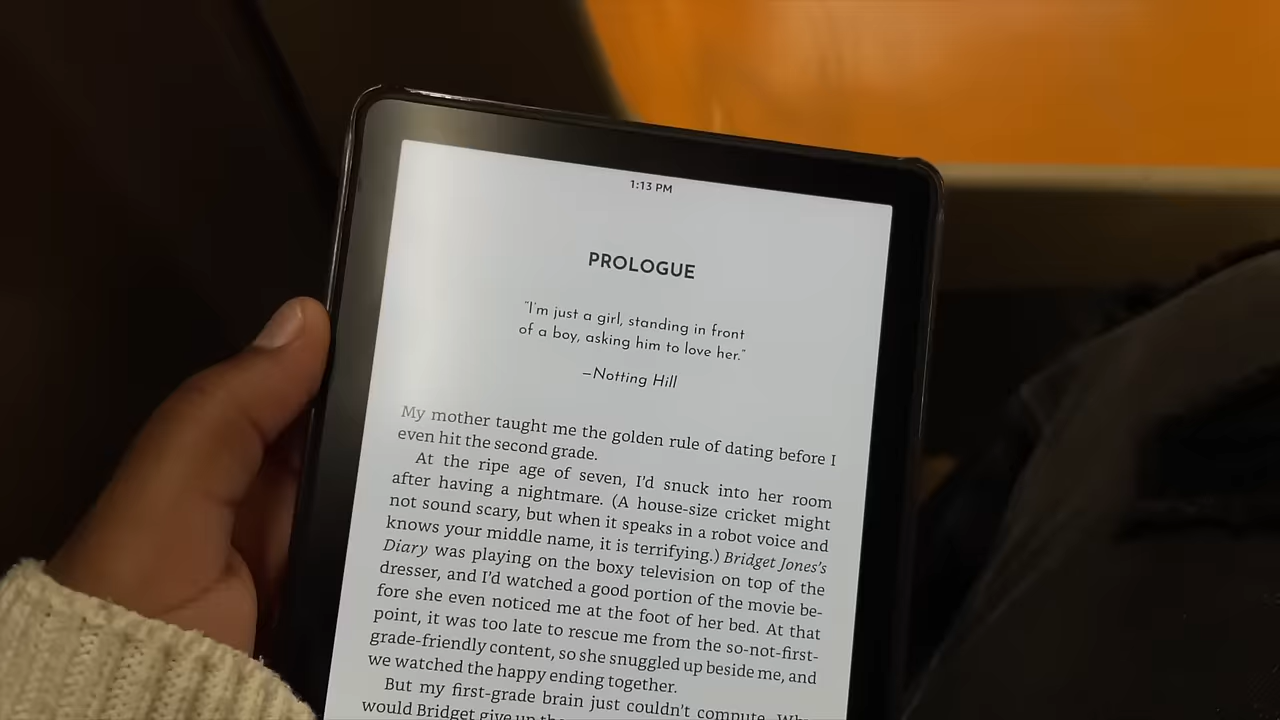 1:13 PM
PROLOGUE
“I’m just a girl, standing in front
of a boy, asking him to love her.”
—Notting Hill
My mother taught me the golden rule of dating before I
even hit the second grade.
At the ripe age of seven, I’d snuck into her room
after having a nightmare. (A house-size cricket might
not sound scary, but when it speaks in a robot voice and
knows your middle name, it is terrifying.) Bridget Jones’s
Diary was playing on the boxy television on top of the
dresser, and I’d watched a good portion of the movie be-
fore she even noticed me at the foot of her bed. At that
point, it was too late to rescue me from the so-not-first-
grade-friendly content, so she snuggled up beside me, and
we watched the happy ending together.
But my first-grade brain just couldn’t compute.
would Bridget give up